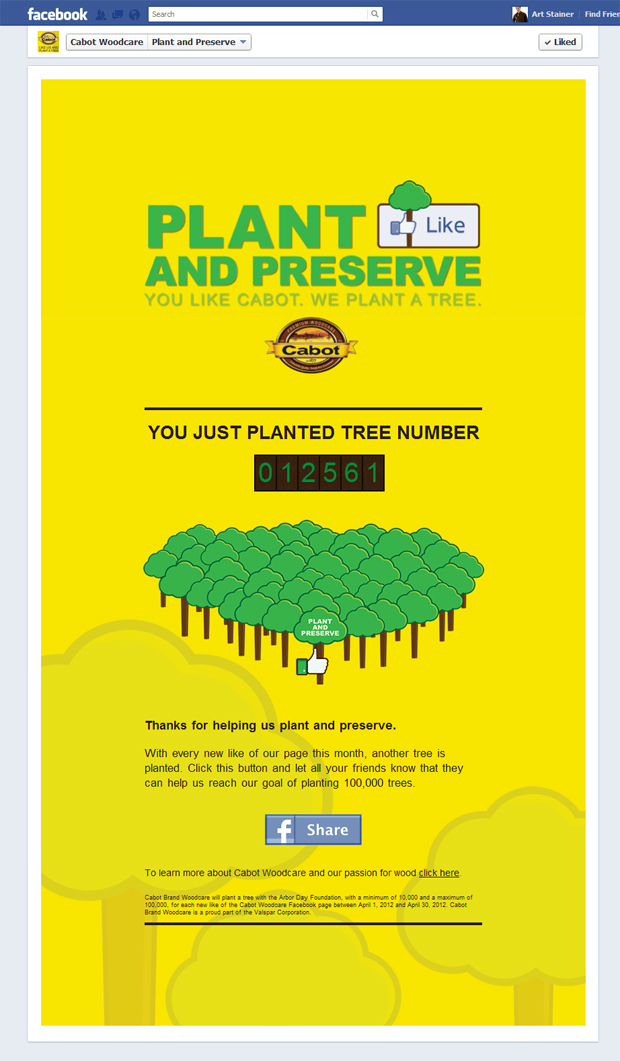 facebook
Search
Art Stainer
Find Frien
Cabot
Cabot Woodcare
Plant and Preserve
Liked
PLANT
Like
AND PRESERVE
YOU LIKE CABOT. WE PLANT A TREE.
PREMIUM WOODCARE
Cabot
YOU JUST PLANTED TREE NUMBER
012561
PLANT
AND
PRESERVE
Thanks for helping us plant and preserve.
With every new like of our page this month, another tree is
planted. Click this button and let all your friends know that they
can help us reach our goal of planting 100,000 trees.
f Share
To learn more about Cabot Woodcare and our passion for wood click here.
Cabot Brand Woodcare will plant a tree with the Arbor Day Foundation, with a minimum of 10,000 and a maximum of
100,000, for each new like of the Cabot Woodcare Facebook page between April 1, 2012 and April 30, 2012. Cabot
Brand Woodcare is a proud part of the Valspar Corporation.